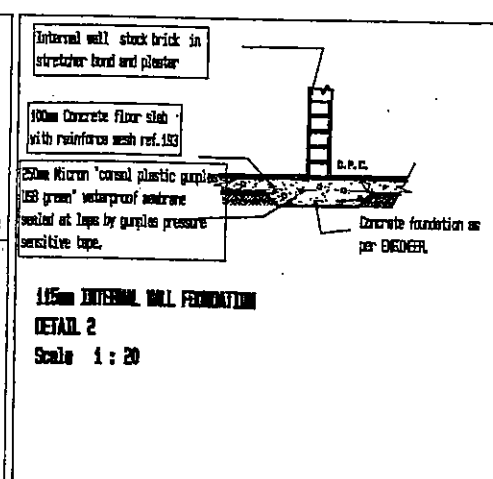 Internal wall stock brick in
stretcher bond and plaster
100mm Concrete floor slab
with reinforce mesh ref.193
250mm Micron "consol plastic gunplas
USB green" waterproof membrane
sealed at laps by gunplas pressure
sensitive tape.
D.P.C.
Concrete foundation as
per ENGINEER.
115mm INTERNAL WALL FOUNDATION
DETAIL 2
Scale 1 : 20